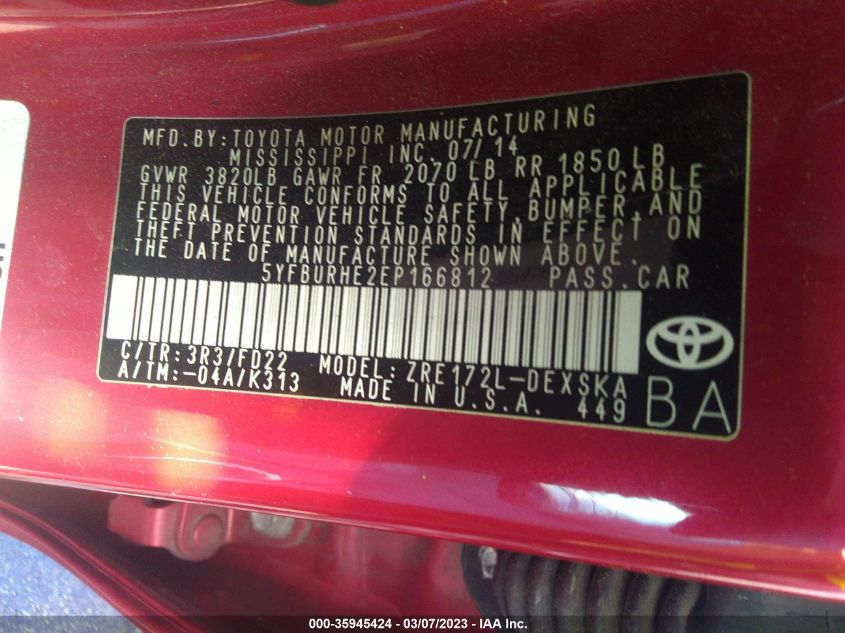 MFD.BY:TOYOTA MOTOR MANUFACTURING
MISSISSIPPI INC. 07/14
GVWR 3820LB GAWR FR 2070 LB RR 1850 LB
THIS VEHICLE CONFORMS TO ALL APPLICABLE
FEDERAL MOTOR VEHICLE SAFETY,BUMPER,AND
THEFT PREVENTION STANDARDS IN EFFECT ON
THE DATE OF MANUFACTURE SHOWN ABOVE.
5YFBURHE2EP166812 PASS.CAR
C/TR:3R3/FD22 MODEL:ZRE172L-DEXSKA
A/TM:-04A/K313 MADE IN U.S.A. 449
BA
000-35945424 - 03/07/2023 - IAAI.com